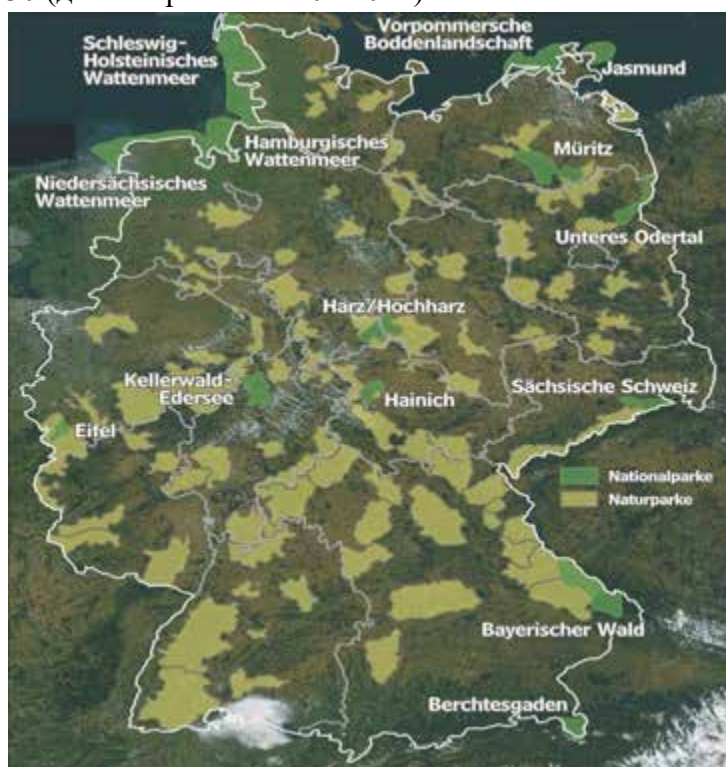 Schleswig-
Holsteinisches
Wattenmeer
Vorpommersche
Boddenlandschaft
Jasmund
Hamburgisches
Wattenmeer
Müritz
Niedersächsisches
Wattenmeer
Unteres Odertal
Harz/Hochharz
Kellerwald-
Edersee
Hainich
Sächsische Schweiz
Eifel
Nationalparke
Naturparke
Bayerischer Wald
Berchtesgaden